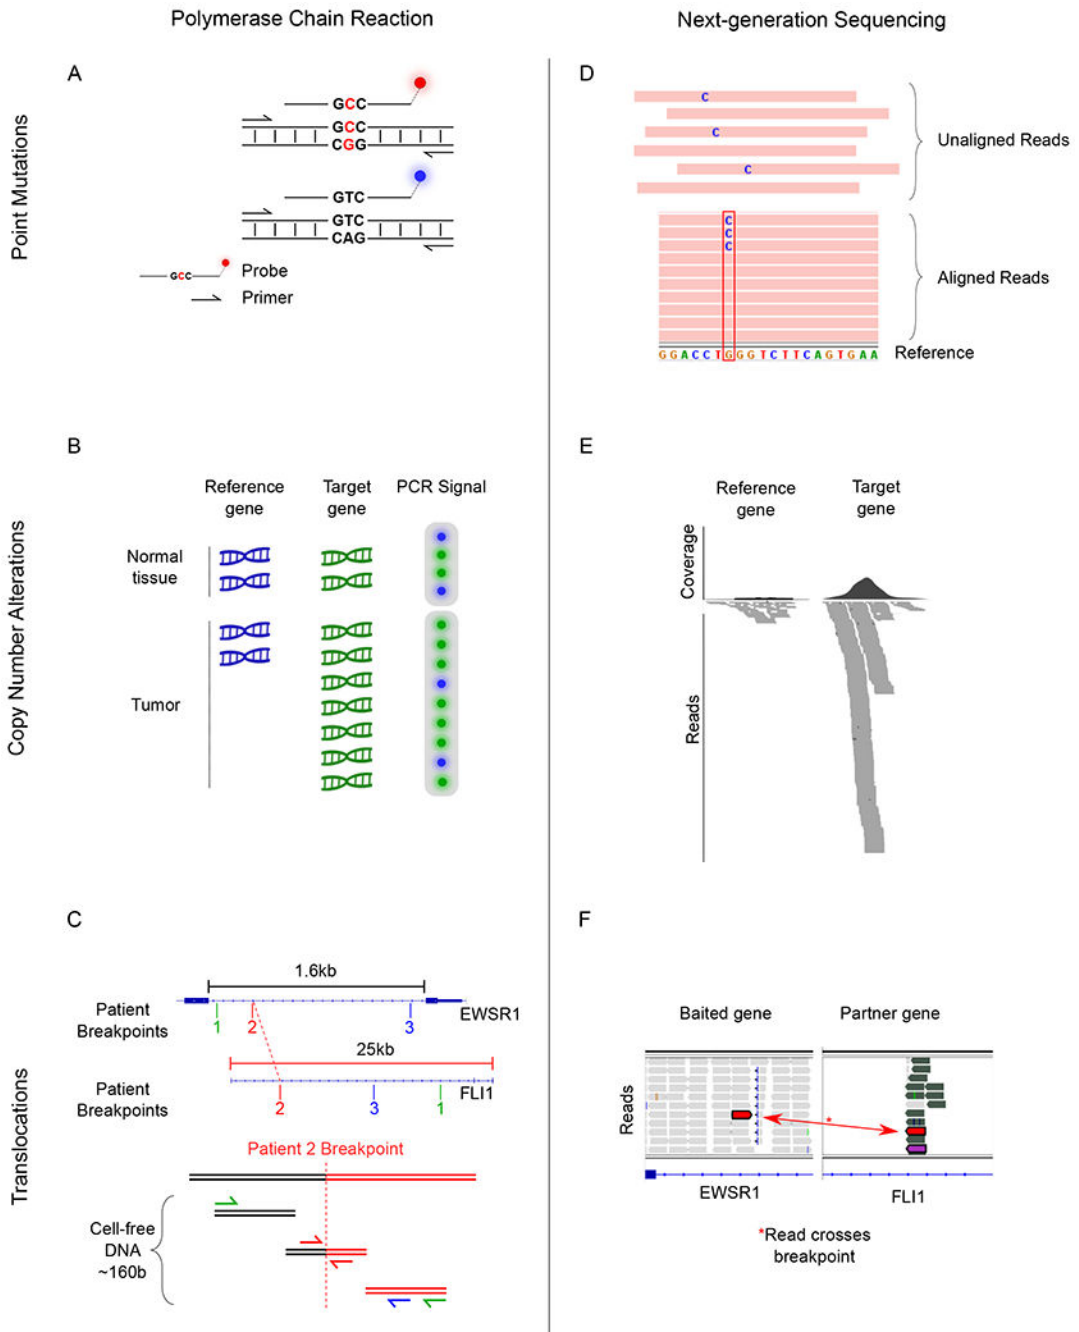 Polymerase Chain Reaction
Next-generation Sequencing
Point Mutations
A
GCC
GCC
CGG
GTC
GTC
CAG
GCC
Probe
Primer
D
C
C
C
Unaligned Reads
C
C
C
Aligned Reads
GGACCTGGGTCTTCAGTGAA
Reference
Copy Number Alterations
B
Reference
gene
Target
gene
PCR Signal
Normal
tissue
Tumor
E
Reference
gene
Target
gene
Coverage
Reads
Translocations
C
1.6kb
EWSR1
Patient
Breakpoints
1
2
3
25kb
FLI1
Patient
Breakpoints
2
3
1
Patient 2 Breakpoint
Cell-free
DNA
~160b
F
Baited gene
Partner gene
Reads
*
EWSR1
FLI1
*Read crosses
breakpoint